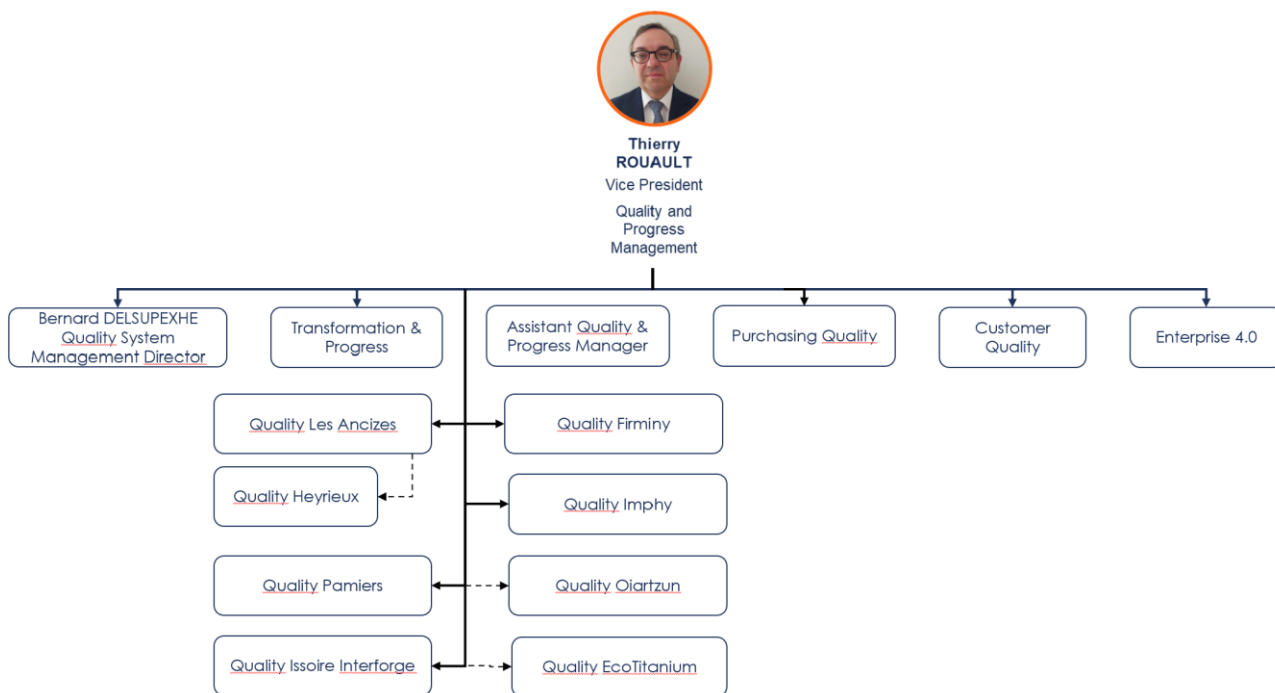 Thierry
ROUAULT
Vice President
Quality and
Progress
Management
Bernard DELSUPEXHE
Quality System
Management Director
Transformation &
Progress
Assistant Quality &
Progress Manager
Purchasing Quality
Customer
Quality
Enterprise 4.0
Quality Les Ancizes
Quality Firminy
Quality Heyrieux
Quality Imphy
Quality Pamiers
Quality Oiartzun
Quality Issoire Interforge
Quality EcoTitanium